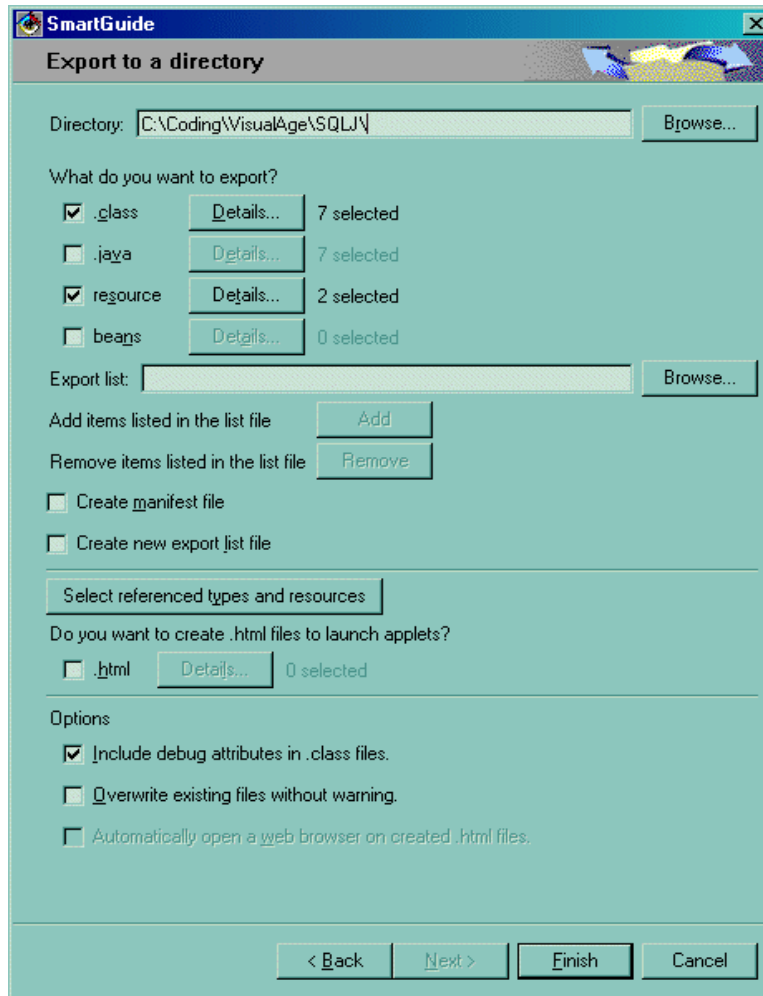 SmartGuide
Export to a directory
Directory: C:\Coding\VisualAge\SQLJ\ Browse...
What do you want to export?
.class Details... 7 selected
.java Details... 7 selected
resource Details... 2 selected
beans Details... 0 selected
Export list: Browse...
Add items listed in the list file Add
Remove items listed in the list file Remove
Create manifest file
Create new export list file
Select referenced types and resources
Do you want to create .html files to launch applets?
.html Details... 0 selected
Options
Include debug attributes in .class files.
Overwrite existing files without warning.
Automatically open a web browser on created .html files.
< Back Next > Finish Cancel